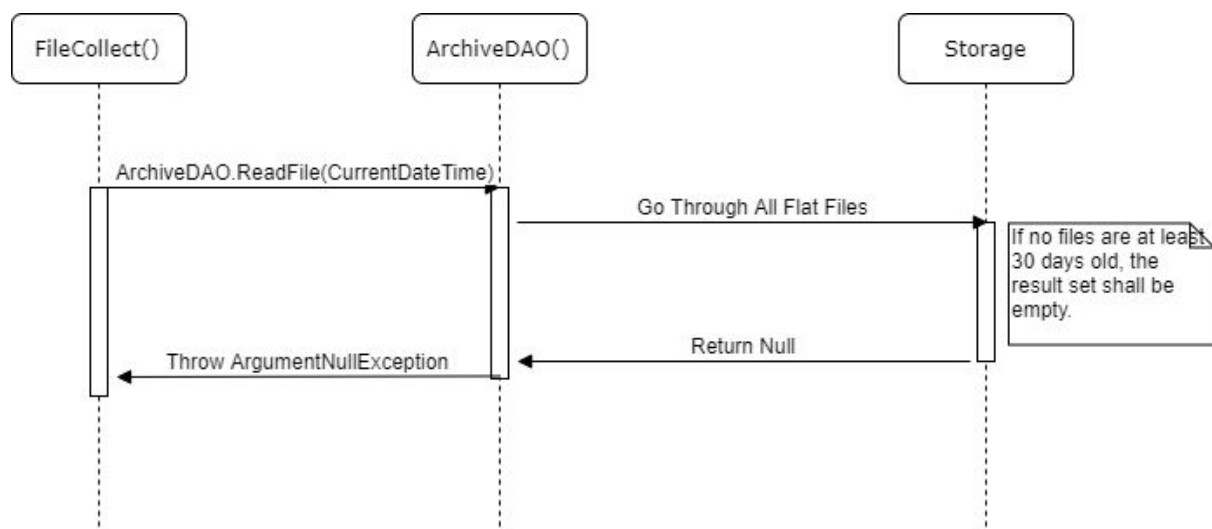 FileCollect()
ArchiveDAO()
Storage
ArchiveDAO.ReadFile(CurrentDateTime)
Go Through All Flat Files
If no files are at least
30 days old, the
result set shall be
empty.
Return Null
Throw ArgumentNullException